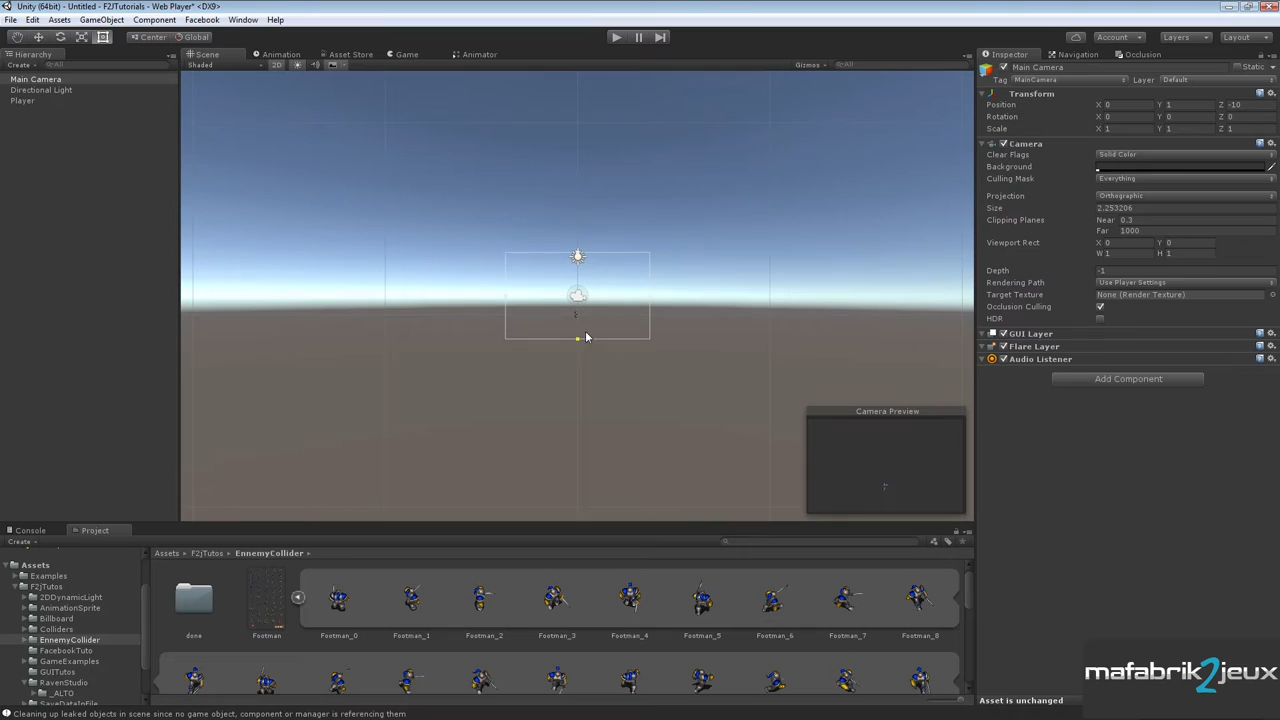 Unity (64bit) - Untitled - F2JTutorials - Web Player* <DX9>
File Edit Assets GameObject Component Facebook Window Help
Center Global Account Layers Layout
Hierarchy Scene Animation Asset Store Game Animator Inspector Navigation Occlusion
Create All Shaded 2D Gizmos All
Main Camera Static
Tag MainCamera Layer Default
Main Camera
Directional Light
Player
Transform
Position X 0 Y 1 Z -10
Rotation X 0 Y 0 Z 0
Scale X 1 Y 1 Z 1
Camera
Clear Flags Solid Color
Background
Culling Mask Everything
Projection Orthographic
Size 2.253206
Clipping Planes Near 0.3
Far 1000
Viewport Rect X 0 Y 0
W 1 H 1
Depth -1
Rendering Path Use Player Settings
Target Texture None (Render Texture)
Occlusion Culling
HDR
GUI Layer
Flare Layer
Audio Listener
Add Component
Camera Preview
Console Project
Create
Assets F2jTutos EnnemyCollider
Assets
Examples
F2jTutos
2DDynamicLight
AnimationSprite
Billboard
Colliders
EnnemyCollider
FacebookTuto
GameExamples
GUITutos
RavenStudio
_ALTO
SaveDataInFile
done Footman Footman_0 Footman_1 Footman_2 Footman_3 Footman_4 Footman_5 Footman_6 Footman_7 Footman_8
mafabrik2jeux
Asset is unchanged
Cleaning up leaked objects in scene since no game object, component or manager is referencing them